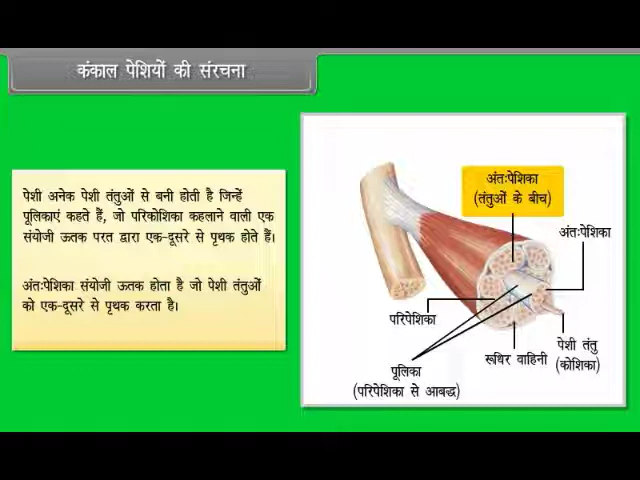 कंकाल पेशियों की संरचना
पेशी अनेक पेशी तंतुओं से बनी होती है जिन्हें
पूलिकाएं कहते हैं, जो परिकोशिका कहलाने वाली एक
संयोजी ऊतक परत द्वारा एक-दूसरे से पृथक होते हैं।
अंतःपेशिका संयोजी ऊतक होता है जो पेशी तंतुओं
को एक-दूसरे से पृथक करता है।
अंतःपेशिका
(तंतुओं के बीच)
अंतःपेशिका
परिपेशिका
पेशी तंतु
(कोशिका)
रूधिर वाहिनी
पूलिका
(परिपेशिका से आबद्ध)